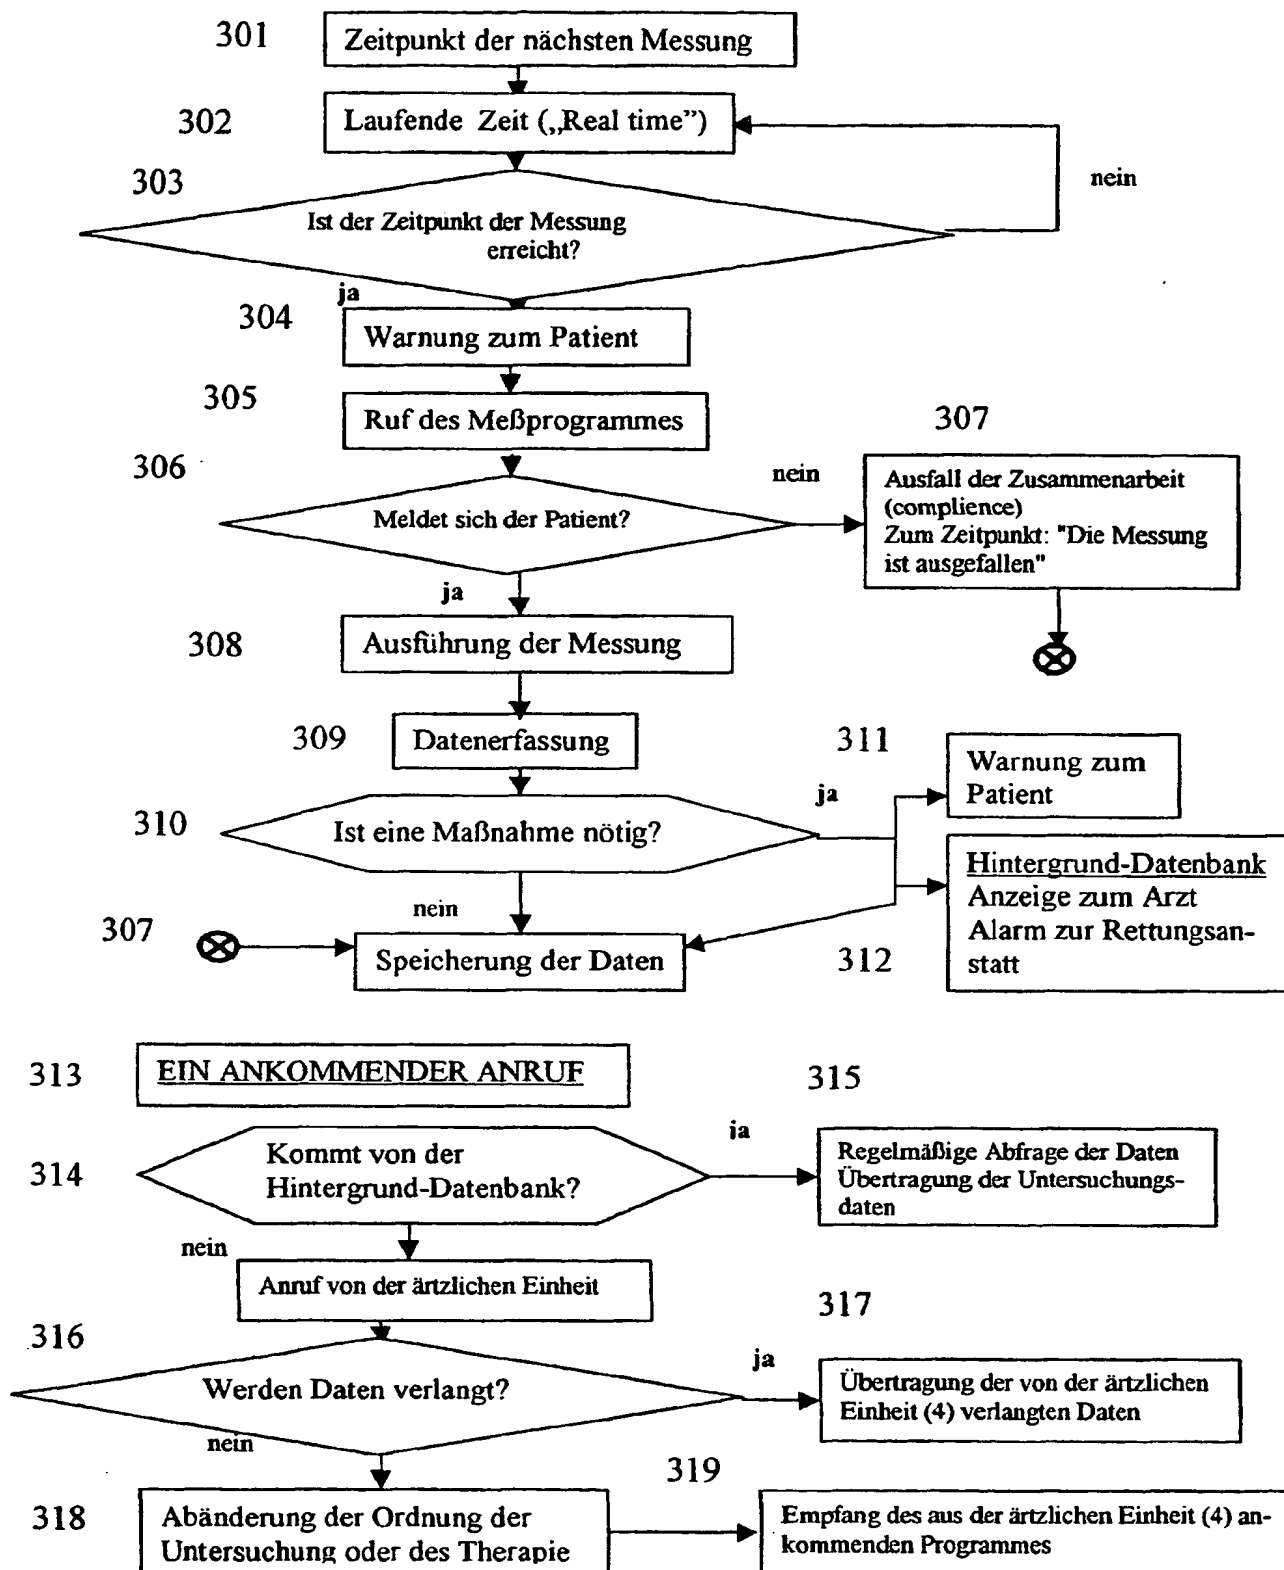 301
Zeitpunkt der nächsten Messung
302
Laufende Zeit („Real time”)
303
nein
Ist der Zeitpunkt der Messung
erreicht?
ja
304
Warnung zum Patient
305
Ruf des Meßprogrammes
307
306
nein
Ausfall der Zusammenarbeit
(complience)
Zum Zeitpunkt: "Die Messung
ist ausgefallen"
Meldet sich der Patient?
ja
308
Ausführung der Messung
309
Datenerfassung
311
Warnung zum
Patient
ja
310
Ist eine Maßnahme nötig?
Hintergrund-Datenbank
Anzeige zum Arzt
Alarm zur Rettungsan-
statt
nein
307
Speicherung der Daten
312
313
EIN ANKOMMENDER ANRUF
315
ja
314
Kommt von der
Hintergrund-Datenbank?
Regelmäßige Abfrage der Daten
Übertragung der Untersuchungs-
daten
nein
Anruf von der ärtzlichen Einheit
317
316
ja
Werden Daten verlangt?
Übertragung der von der ärtzlichen
Einheit (4) verlangten Daten
nein
319
318
Abänderung der Ordnung der
Untersuchung oder des Therapie
Empfang des aus der ärtzlichen Einheit (4) an-
kommenden Programmes